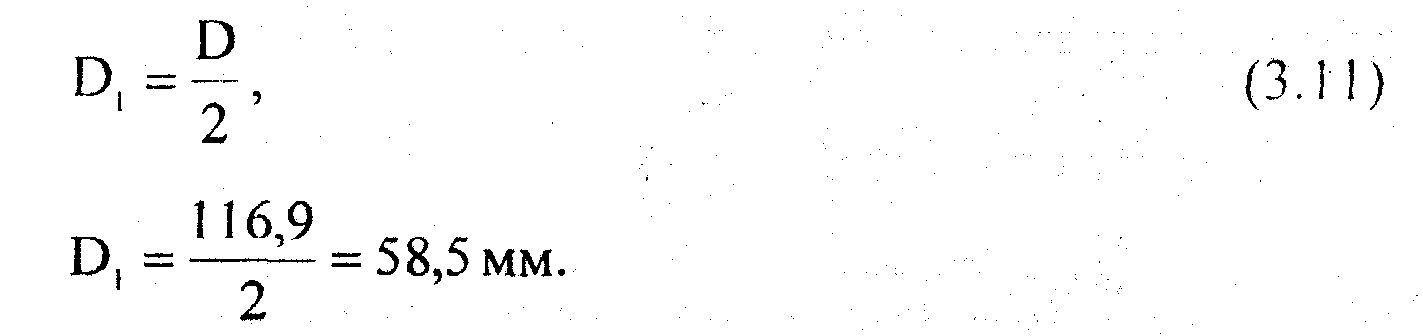 D₁ = D/2, (3.11)
D₁ = 116,9/2 = 58,5 мм.